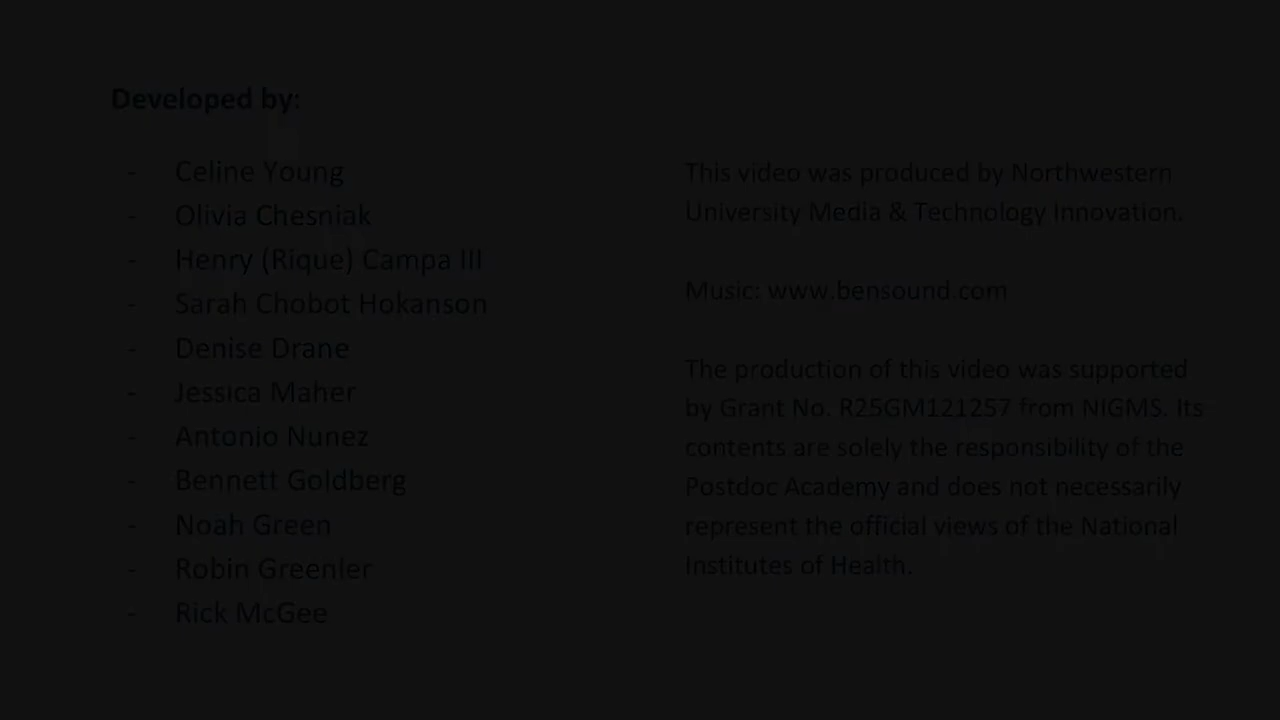 Developed by:
- Celine Young
- Olivia Chesniak
- Henry (Rique) Campa III
- Sarah Chobot Hokanson
- Denise Drane
- Jessica Maher
- Antonio Nunez
- Bennett Goldberg
- Noah Green
- Robin Greenler
- Rick McGee
This video was produced by Northwestern
University Media & Technology Innovation.
Music: www.bensound.com
The production of this video was supported
by Grant No. R25GM121257 from NIGMS. Its
contents are solely the responsibility of the
Postdoc Academy and does not necessarily
represent the official views of the National
Institutes of Health.